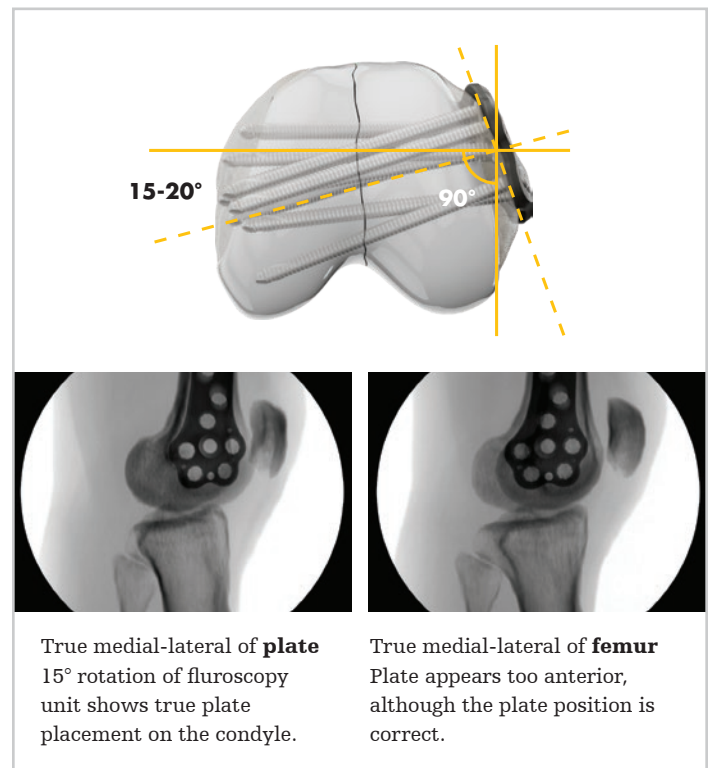 15-20°
90°
True medial-lateral of plate
15° rotation of fluroscopy
unit shows true plate
placement on the condyle.
True medial-lateral of femur
Plate appears too anterior,
although the plate position is
correct.